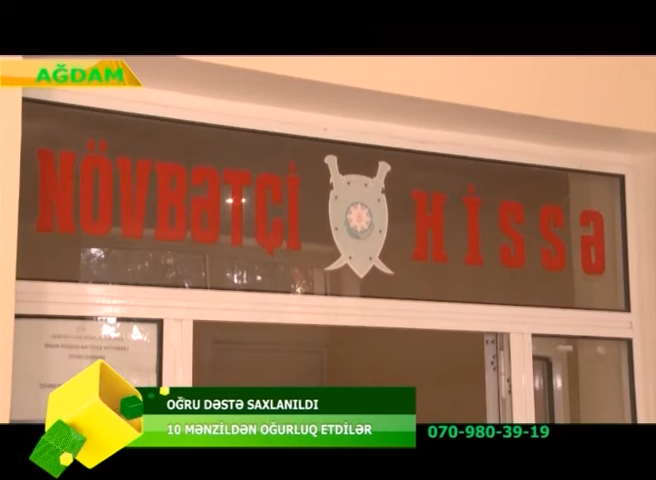 AĞDAM
NÖVBƏTÇİ HİSSƏ
OĞRU DƏSTƏ SAXLANILDI
10 MƏNZİLDƏN OĞURLUQ ETDİLƏR
070-980-39-19